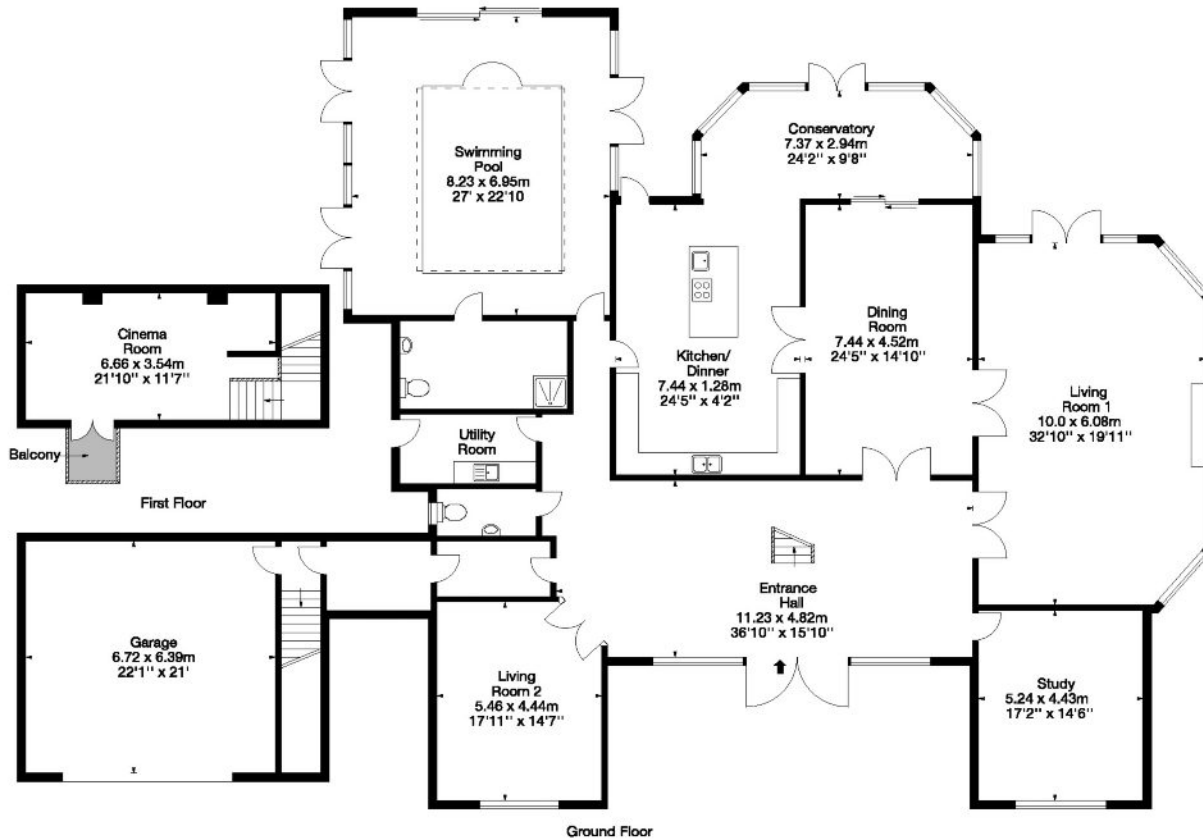 Swimming
Pool
8.23 x 6.95m
27' x 22'10
Conservatory
7.37 x 2.94m
24'2'' x 9'8''
Cinema
Room
6.66 x 3.54m
21'10'' x 11'7''
Balcony
First Floor
Kitchen/
Dinner
7.44 x 1.28m
24'5'' x 4'2''
Dining
Room
7.44 x 4.52m
24'5'' x 14'10''
Living
Room 1
10.0 x 6.08m
32'10'' x 19'11''
Utility
Room
Garage
6.72 x 6.39m
22'1'' x 21'
Living
Room 2
5.46 x 4.44m
17'11'' x 14'7''
Entrance
Hall
11.23 x 4.82m
36'10'' x 15'10''
Study
5.24 x 4.43m
17'2'' x 14'6''
Ground Floor